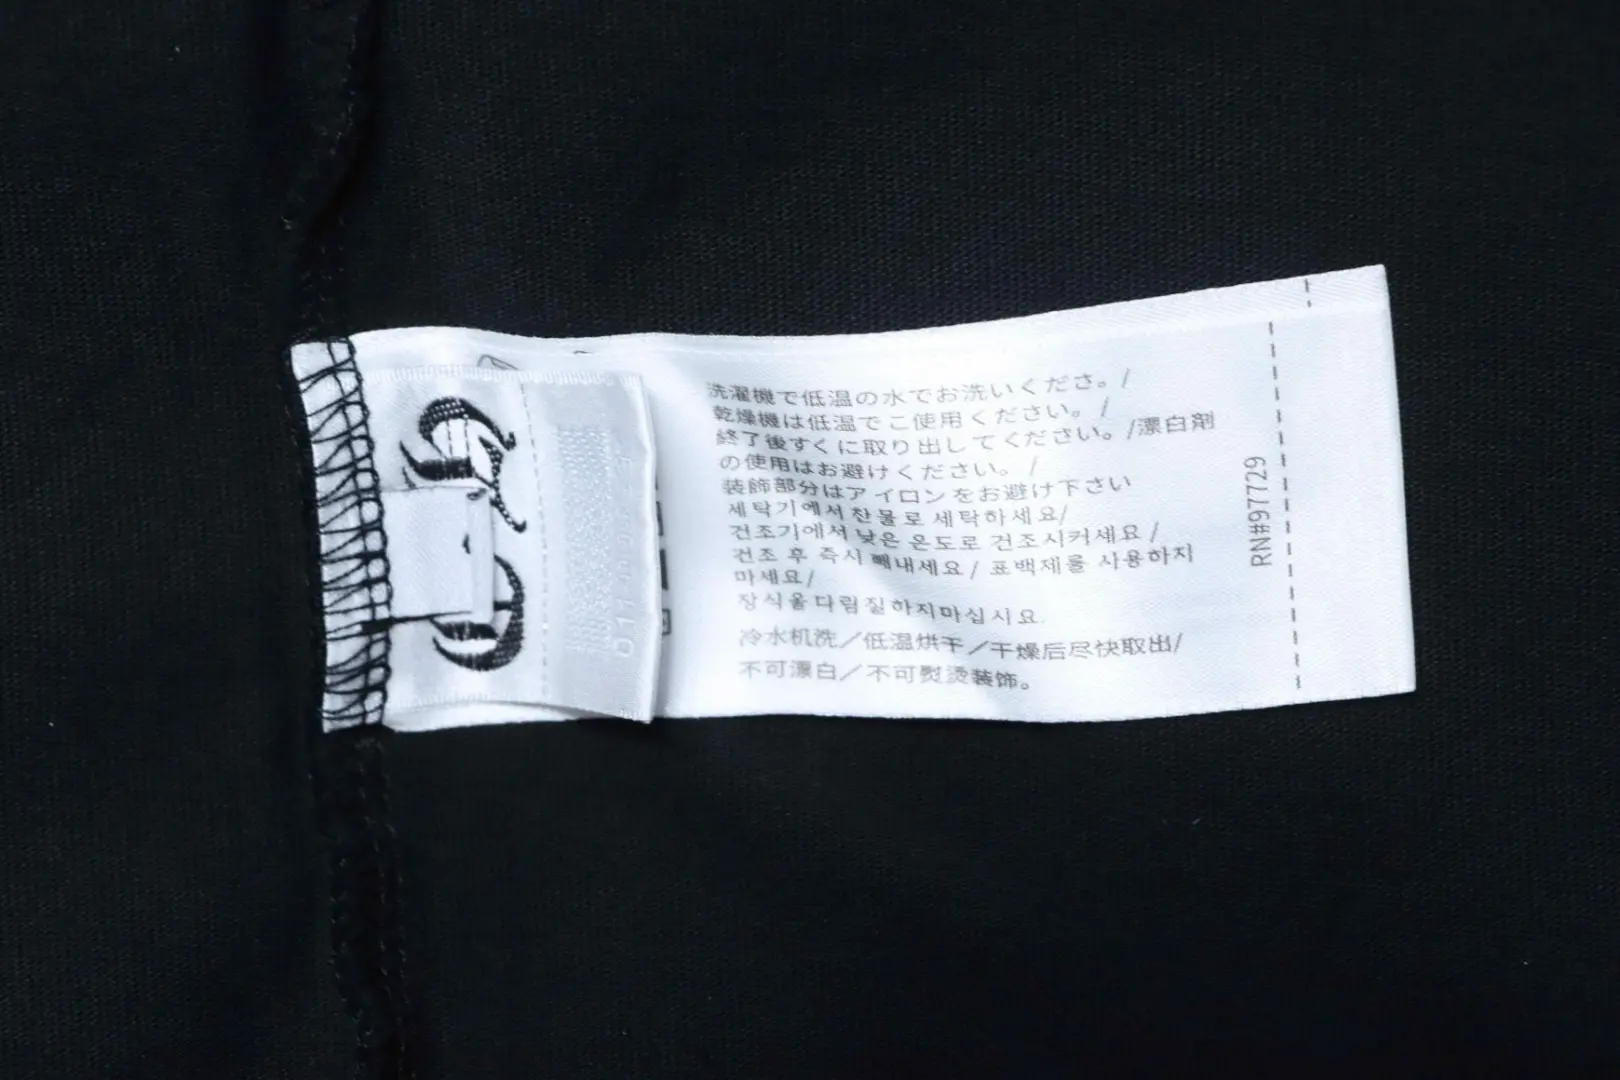 洗濯機で低温の水でお洗いくださ。/
乾燥機は低温でご使用ください。/
終了後すぐに取り出してください。/漂白剤
の使用はお避けください。/
装飾部分はアイロンをお避け下さい
세탁기에서찬물로 세탁하세요/
건조기에서 낮은 온도로 건조시켜세요/
건조 후 즉시 빼내세요/ 표백제를 사용하지
마세요/
장식을다림질하지마십시요.
冷水机洗／低温烘干／干燥后尽快取出/
不可漂白／不可熨烫装饰。
RN#97729